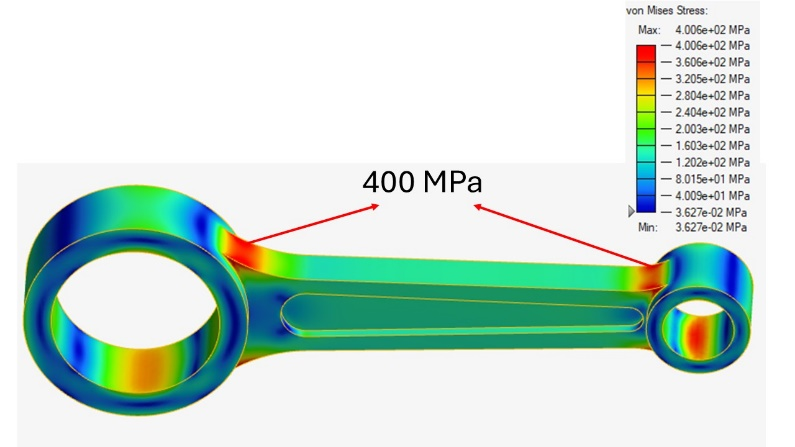 von Mises Stress:
Max: 4.006e+02 MPa
4.006e+02 MPa
3.606e+02 MPa
3.205e+02 MPa
2.804e+02 MPa
2.404e+02 MPa
2.003e+02 MPa
1.603e+02 MPa
1.202e+02 MPa
8.015e+01 MPa
4.009e+01 MPa
3.627e-02 MPa
Min: 3.627e-02 MPa
400 MPa